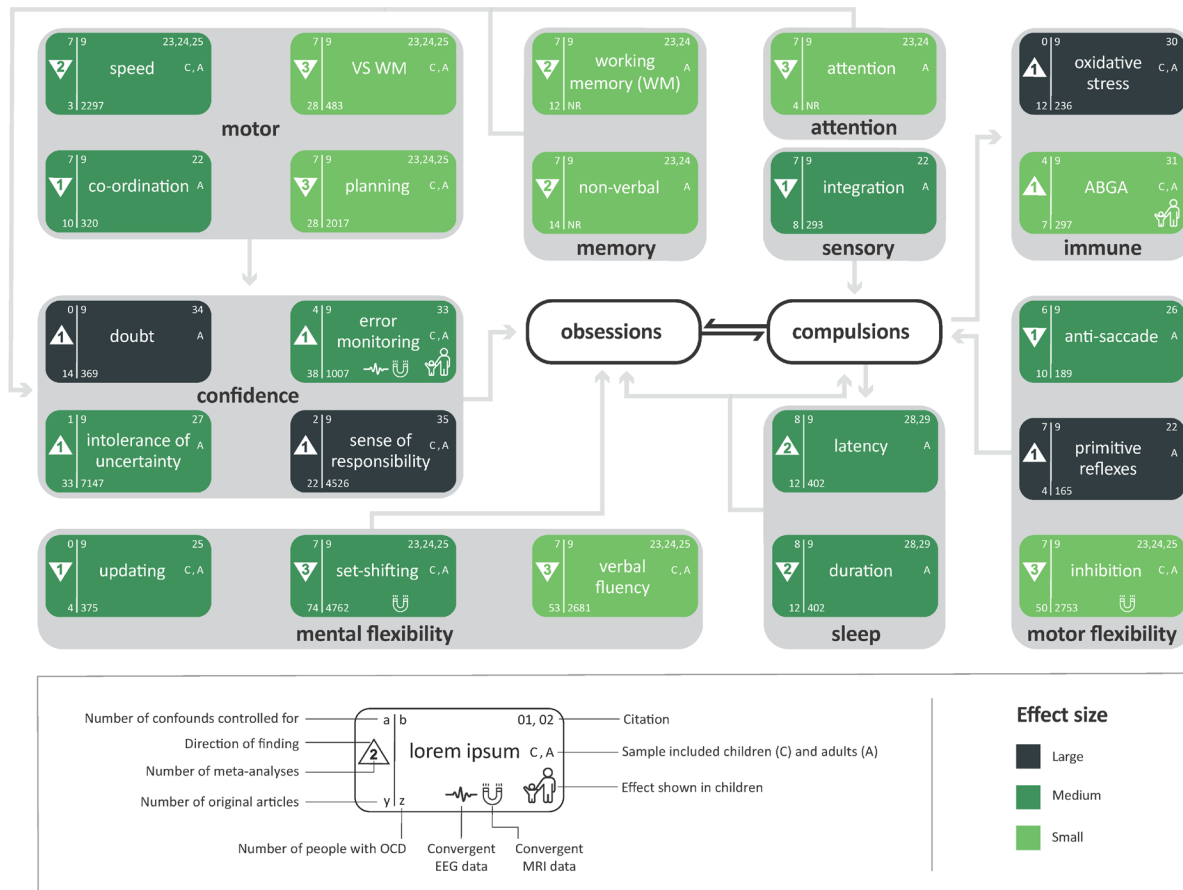 7 9 23,24,25
2 speed C, A
3 2297
7 9 23,24,25
3 VS WM C, A
28 483
motor
7 9 22
1 co-ordination A
10 320
7 9 23,24,25
3 planning C, A
28 2017
7 9 23,24
2 working
memory (WM) A
12 NR
7 9 23,24
2 non-verbal A
14 NR
memory
7 9 23,24
3 attention A
4 NR
attention
7 9 22
1 integration A
8 293
sensory
0 9 30
1 oxidative
stress C, A
12 236
4 9 31
1 ABGA C, A
7 297
immune
0 9 34
1 doubt A
14 369
4 9 33
1 error
monitoring C, A
38 1007
confidence
1 9 27
1 intolerance of
uncertainty A
33 7147
2 9 35
1 sense of
responsibility C, A
22 4526
obsessions
compulsions
6 9 26
1 anti-saccade A
10 189
7 9 22
1 primitive
reflexes A
4 165
7 9 23,24,25
3 inhibition C, A
50 2753
motor flexibility
8 9 28,29
2 latency A
12 402
8 9 28,29
2 duration A
12 402
sleep
0 9 25
1 updating C, A
4 375
7 9 23,24,25
3 set-shifting C, A
74 4762
7 9 23,24,25
3 verbal
fluency C, A
53 2681
mental flexibility
Number of confounds controlled for
Direction of finding
Number of meta-analyses
Number of original articles
Number of people with OCD
a b 01, 02
2 lorem ipsum C, A
y z
Convergent
EEG data
Convergent
MRI data
Citation
Sample included children (C) and adults (A)
Effect shown in children
Effect size
Large
Medium
Small